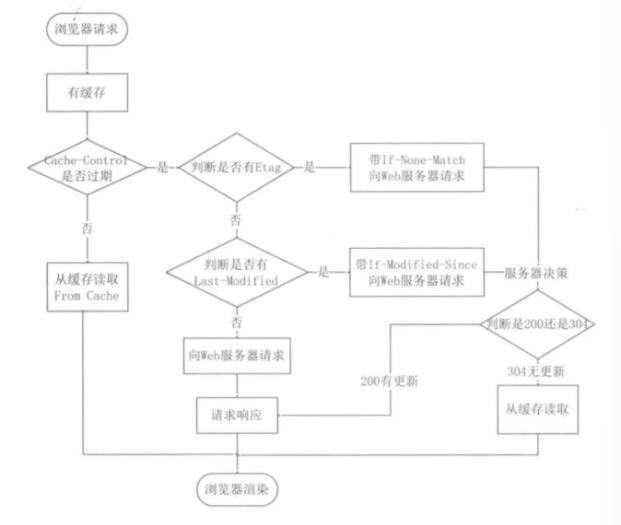 浏览器请求
有缓存
Cache-Control
是否过期
是
判断是否有Etag
是
带If-None-Match
向Web服务器请求
否
否
从缓存读取
From Cache
判断是否有
Last-Modified
是
带If-Modified-Since
向Web服务器请求
服务器决策
判断是200还是304
否
向Web服务器请求
200有更新
304无更新
请求响应
从缓存读取
浏览器渲染